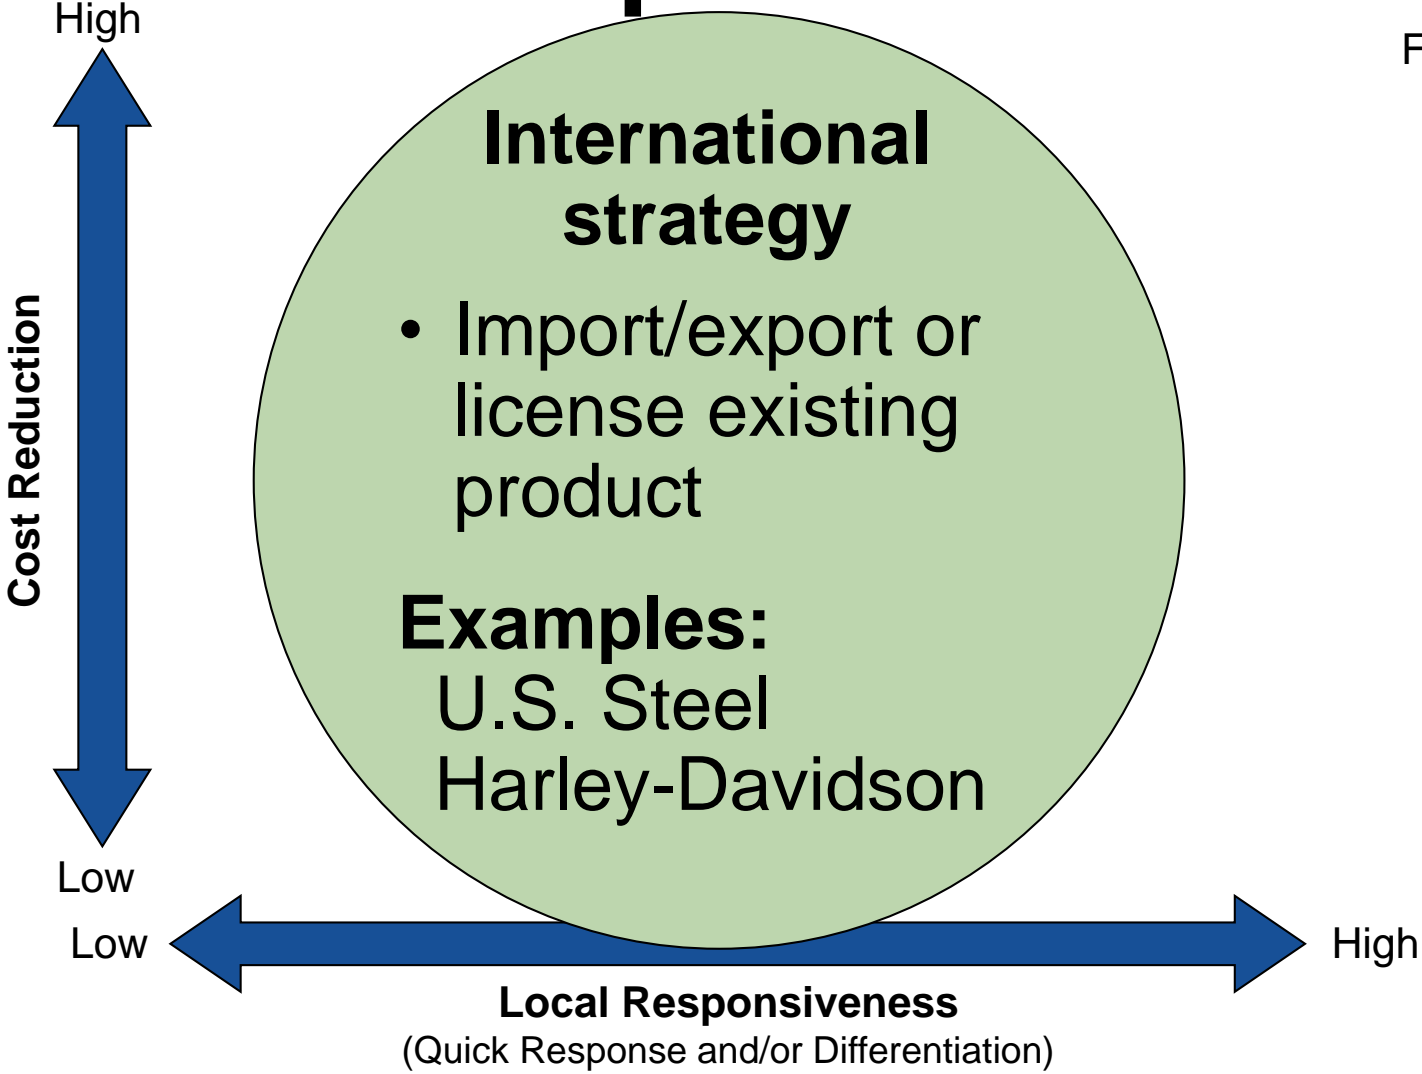 High
F
International
strategy
• Import/export or
license existing
product
Cost Reduction
Examples:
U.S. Steel
Harley-Davidson
Low
Low
High
Local Responsiveness
(Quick Response and/or Differentiation)